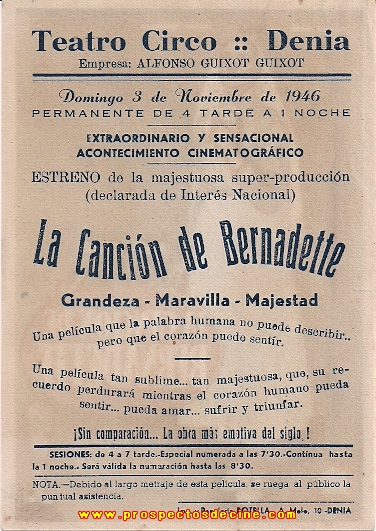 Teatro Circo :: Denia
Empresa: ALFONSO GUIXOT GUIXOT
Domingo 3 de Noviembre de 1946
PERMANENTE DE 4 TARDE A 1 NOCHE
EXTRAORDINARIO Y SENSACIONAL
ACONTECIMIENTO CINEMATOGRÁFICO
ESTRENO de la majestuosa super-producción
(declarada de Interés Nacional)
La Canción de Bernadette
Grandeza - Maravilla - Majestad
Una película que la palabra humana no puede describir..
pero que el corazón puede sentir.
Una película tan sublime... tan majestuosa, que, su re-
cuerdo perdurará mientras el corazón humano pueda
sentir... pueda amar... sufrir y triunfar.
¡Sin comparación... La obra más emotiva del siglo!
SESIONES: de 4 a 7 tarde.-Especial numerada a las 7'30.-Continua hasta
la 1 noche.. Será válida la numeración hasta las 8'30.
NOTA.-Debido al largo metraje de esta película, se ruega al público la
puntual asistencia.
10 -DENIA
www.prospectosdecine.com